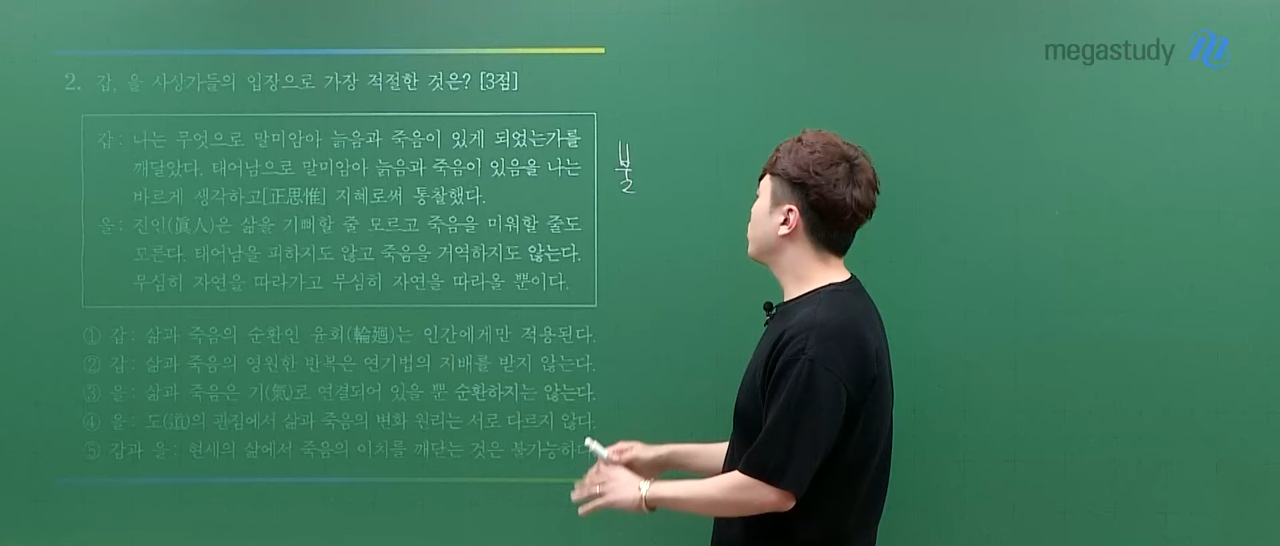 megastudy
2. 갑, 을 사상가들의 입장으로 가장 적절한 것은? [3점]
갑: 나는 무엇으로 말미암아 늙음과 죽음이 있게 되었는가를
깨달았다. 태어남으로 말미암아 늙음과 죽음이 있음을 나는
바르게 생각하고[正思惟] 지혜로써 통찰했다.
을: 진인(眞人)은 삶을 기뻐할 줄 모르고 죽음을 미워할 줄도
모른다. 태어남을 피하지도 않고 죽음을 거역하지도 않는다.
무심히 자연을 따라가고 무심히 자연을 따라올 뿐이다.
불
① 갑: 삶과 죽음의 순환인 윤회(輪廻)는 인간에게만 적용된다.
② 갑: 삶과 죽음의 영원한 반복은 연기법의 지배를 받지 않는다.
③ 을: 삶과 죽음은 기(氣)로 연결되어 있을 뿐 순환하지는 않는다.
④ 을: 도(道)의 관점에서 삶과 죽음의 변화 원리는 서로 다르지 않다.
⑤ 갑과 을: 현세의 삶에서 죽음의 이치를 깨닫는 것은 불가능하다.